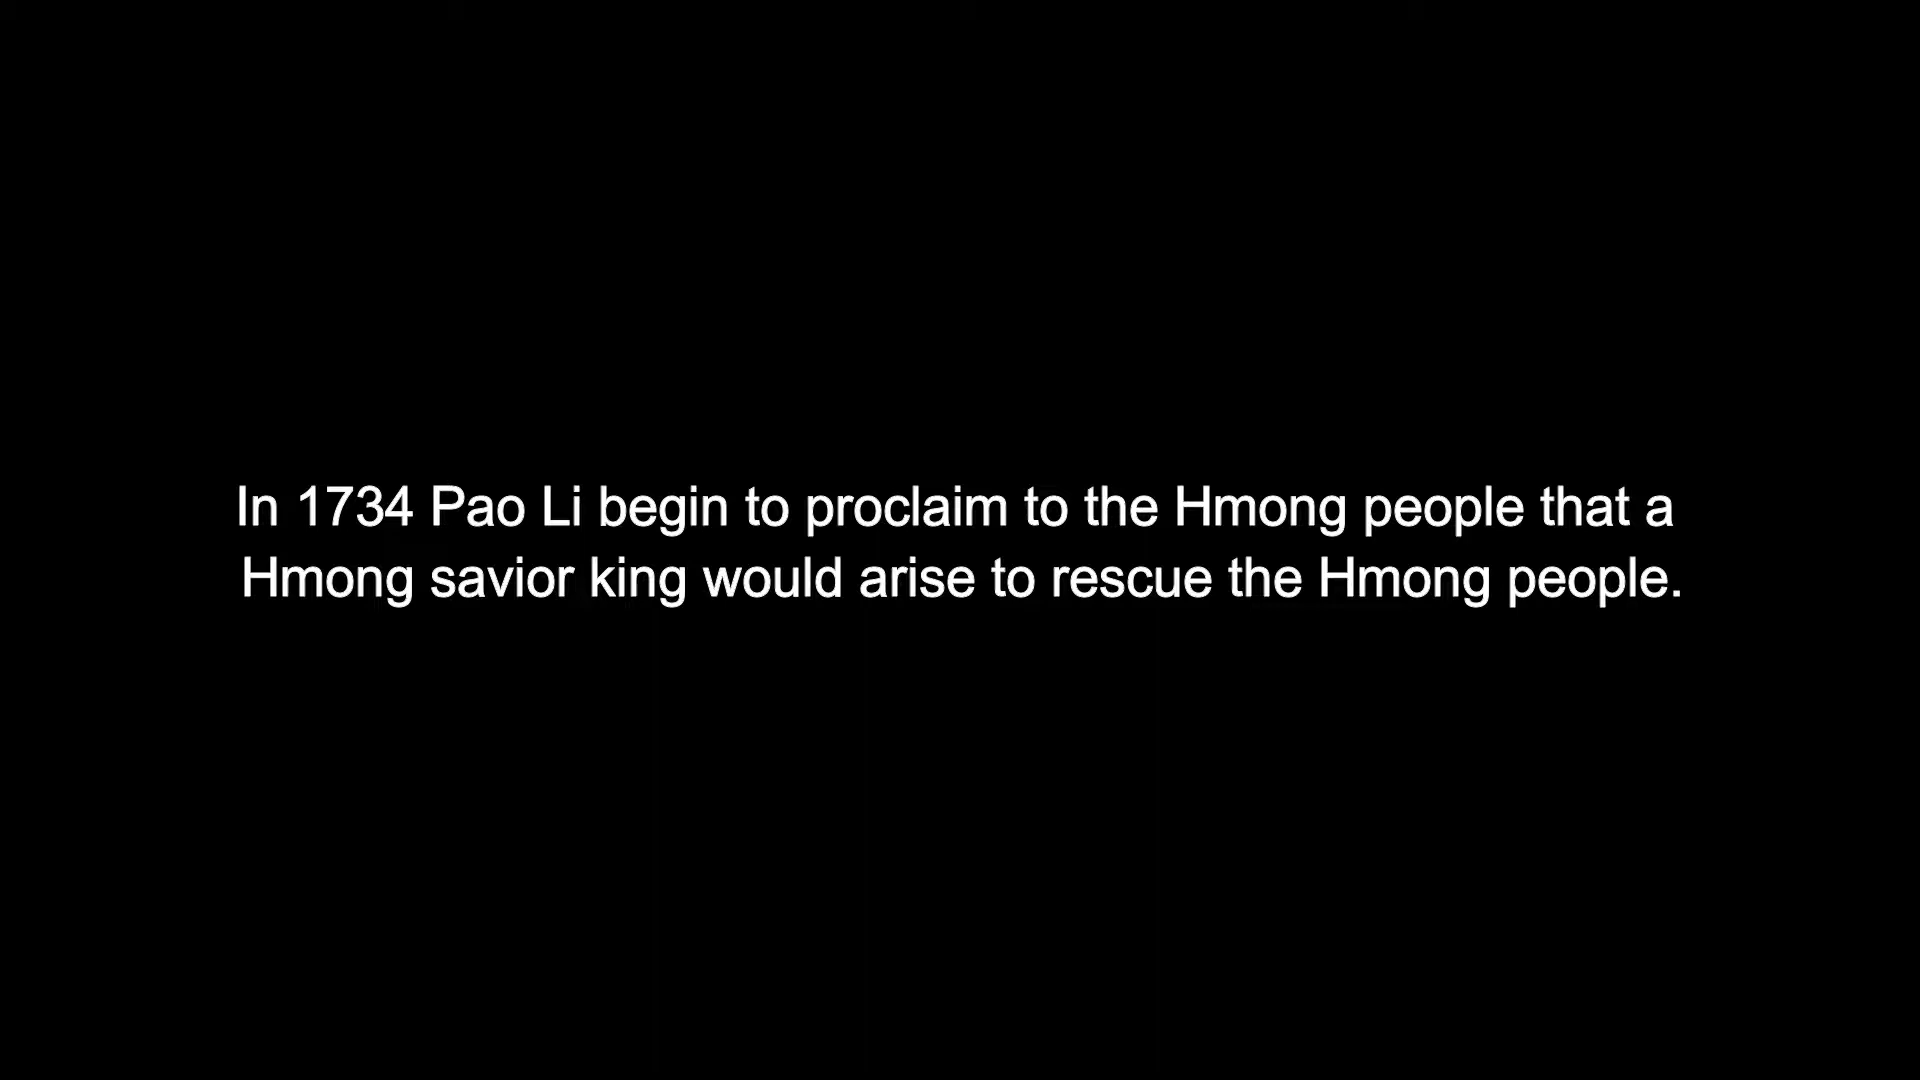 In 1734 Pao Li begin to proclaim to the Hmong people that a
Hmong savior king would arise to rescue the Hmong people.